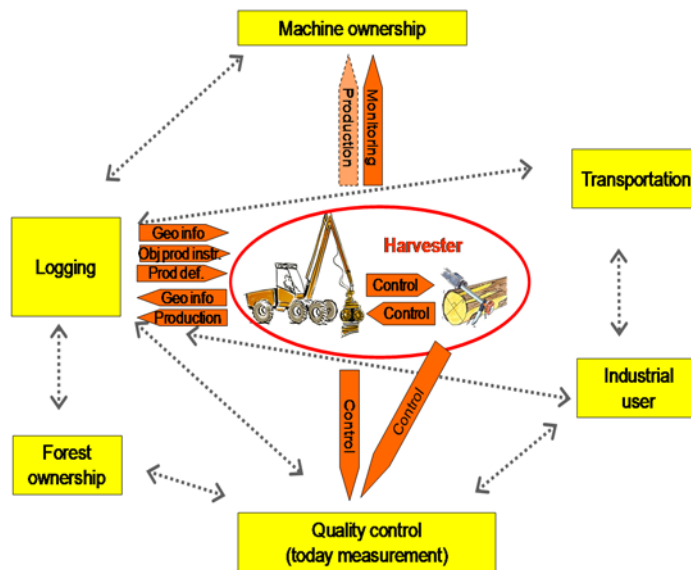 Machine ownership
Production
Monitoring
Transportation
Geo info
Obj prod instr.
Prod def.
Geo info
Production
Logging
Harvester
Control
Control
Industrial
user
Control
Control
Forest
ownership
Quality control
(today measurement)